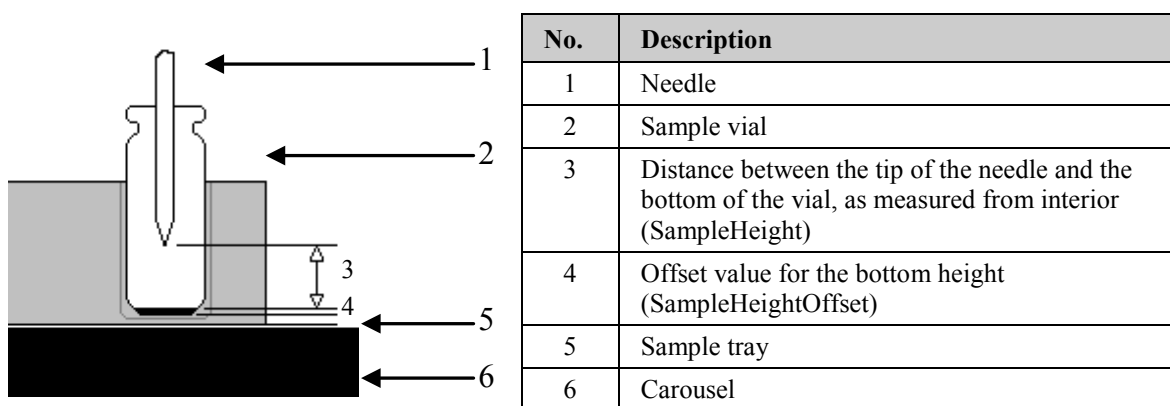 1
2
3
4
5
6
No. Description
1 Needle
2 Sample vial
3 Distance between the tip of the needle and the
bottom of the vial, as measured from interior
(SampleHeight)
4 Offset value for the bottom height
(SampleHeightOffset)
5 Sample tray
6 Carousel